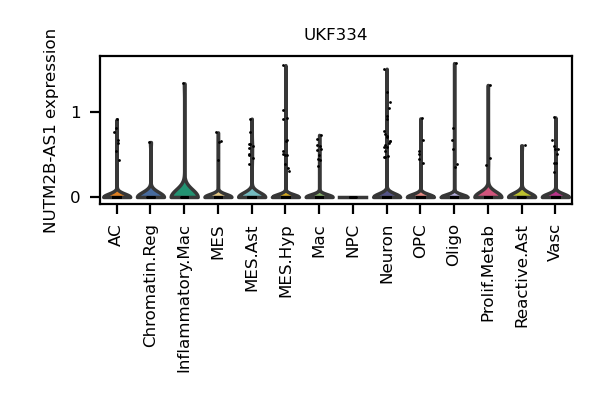 UKF334
NUTM2B-AS1 expression
1
0
AC
Chromatin.Reg
Inflammatory.Mac
MES
MES.Ast
MES.Hyp
Mac
NPC
Neuron
OPC
Oligo
Prolif.Metab
Reactive.Ast
Vasc